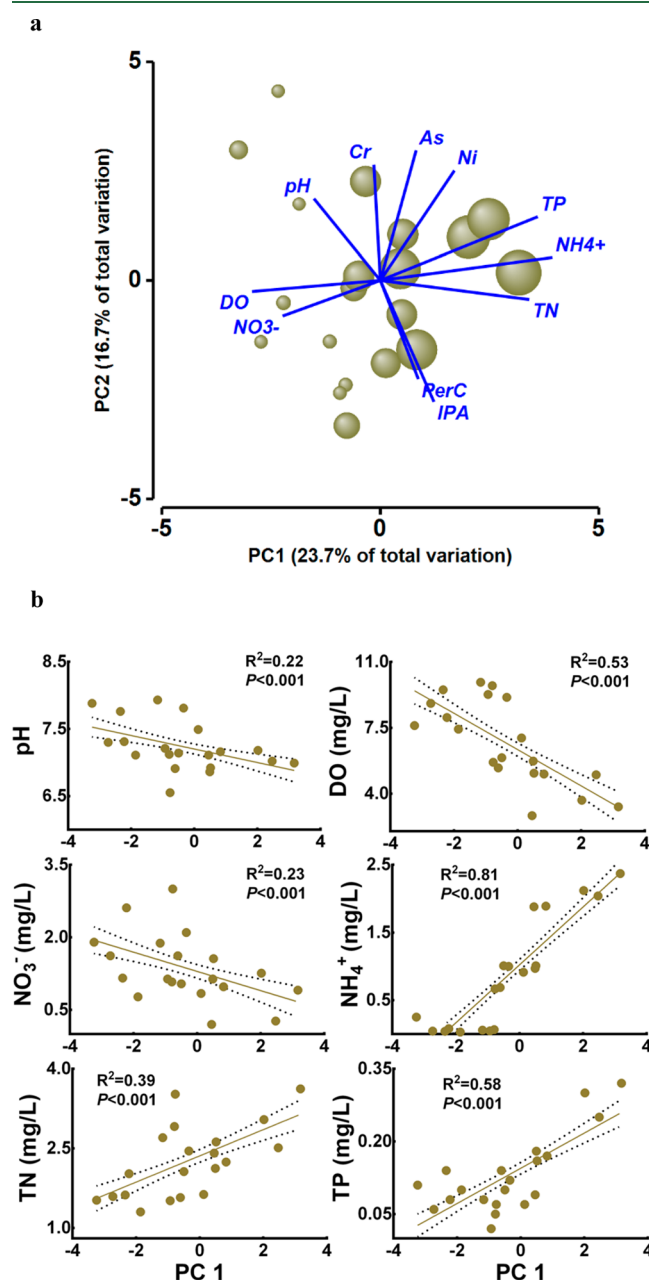 a
5
Cr
As
Ni
pH
TP
NH4+
PC2 (16.7% of total variation)
0
DO
NO3-
TN
PerC
IPA
-5
-5
0
5
PC1 (23.7% of total variation)
b
8.5
R²=0.22
P<0.001
pH
7.5
6.5
-4
-2
0
2
4
11.0
R²=0.53
P<0.001
DO (mg/L)
7.5
4.0
-4
-2
0
2
4
3.5
R²=0.23
P<0.001
NO₃⁻ (mg/L)
2.0
0.5
-4
-2
0
2
4
2.5
R²=0.81
P<0.001
NH₄⁺ (mg/L)
1.5
0.5
-4
-2
0
2
4
4.0
R²=0.39
P<0.001
TN (mg/L)
2.5
1.0
-4
-2
0
2
4
PC 1
0.35
R²=0.58
P<0.001
TP (mg/L)
0.20
0.05
-4
-2
0
2
4
PC 1